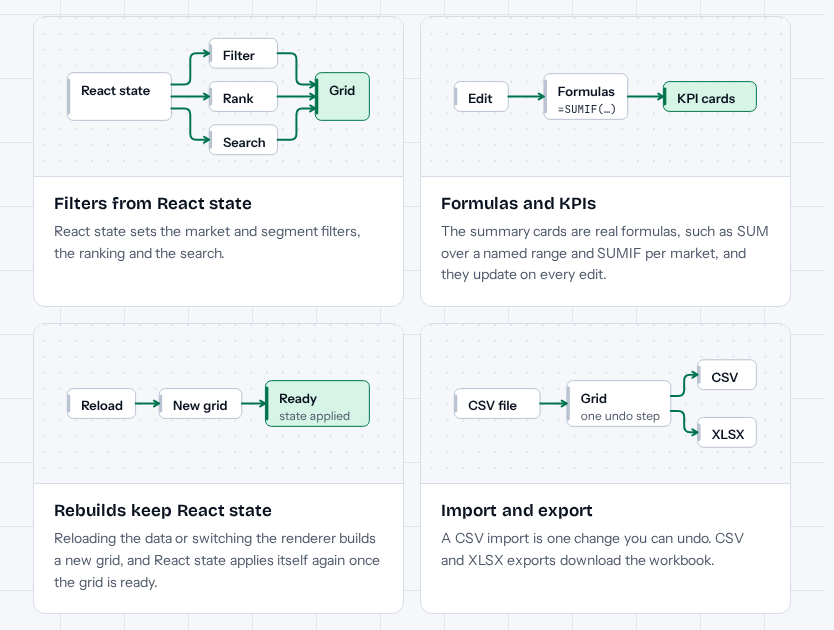 React state
Filter
Rank
Search
Grid
Filters from React state
React state sets the market and segment filters,
the ranking and the search.
Edit
Formulas
=SUMIF(…)
KPI cards
Formulas and KPIs
The summary cards are real formulas, such as SUM
over a named range and SUMIF per market, and
they update on every edit.
Reload
New grid
Ready
state applied
Rebuilds keep React state
Reloading the data or switching the renderer builds
a new grid, and React state applies itself again once
the grid is ready.
CSV file
Grid
one undo step
CSV
XLSX
Import and export
A CSV import is one change you can undo. CSV
and XLSX exports download the workbook.